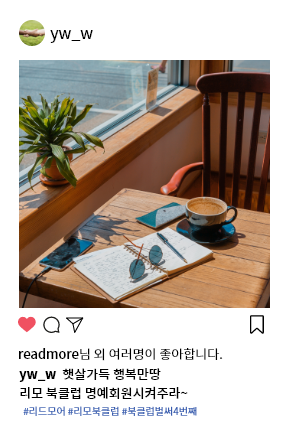 yw_w
readmore님 외 여러명이 좋아합니다.
yw_w 햇살가득 행복만땅
리모 북클럽 명예회원시켜주라~
#리드모어 #리모북클럽 #북클럽벌써4번째